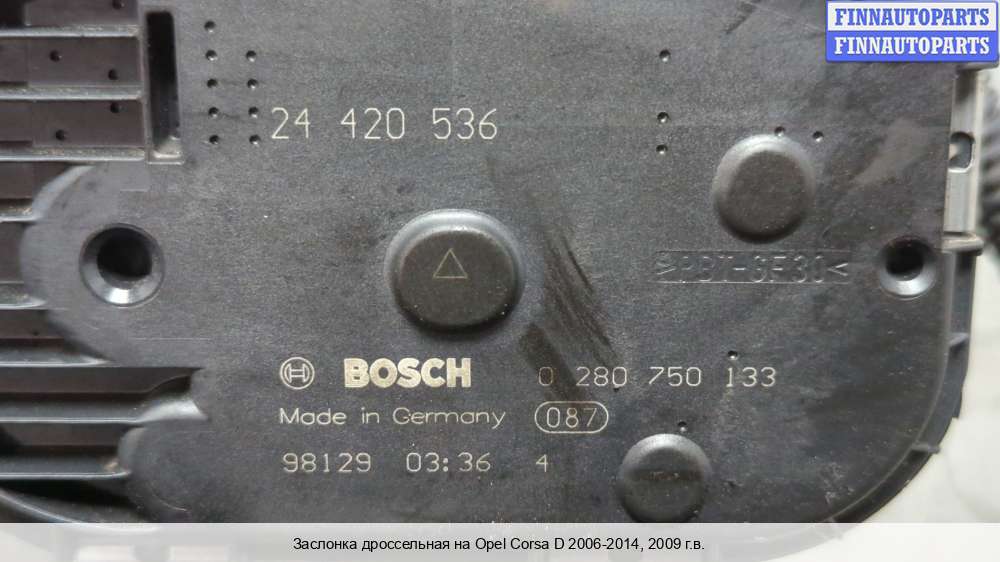 FINNAUTOPARTS
FINNAUTOPARTS
24 420 536
>PBT-GF30<
BOSCH 0 280 750 133
Made in Germany 087
98129 03:36 4
Заслонка дроссельная на Opel Corsa D 2006-2014, 2009 г.в.